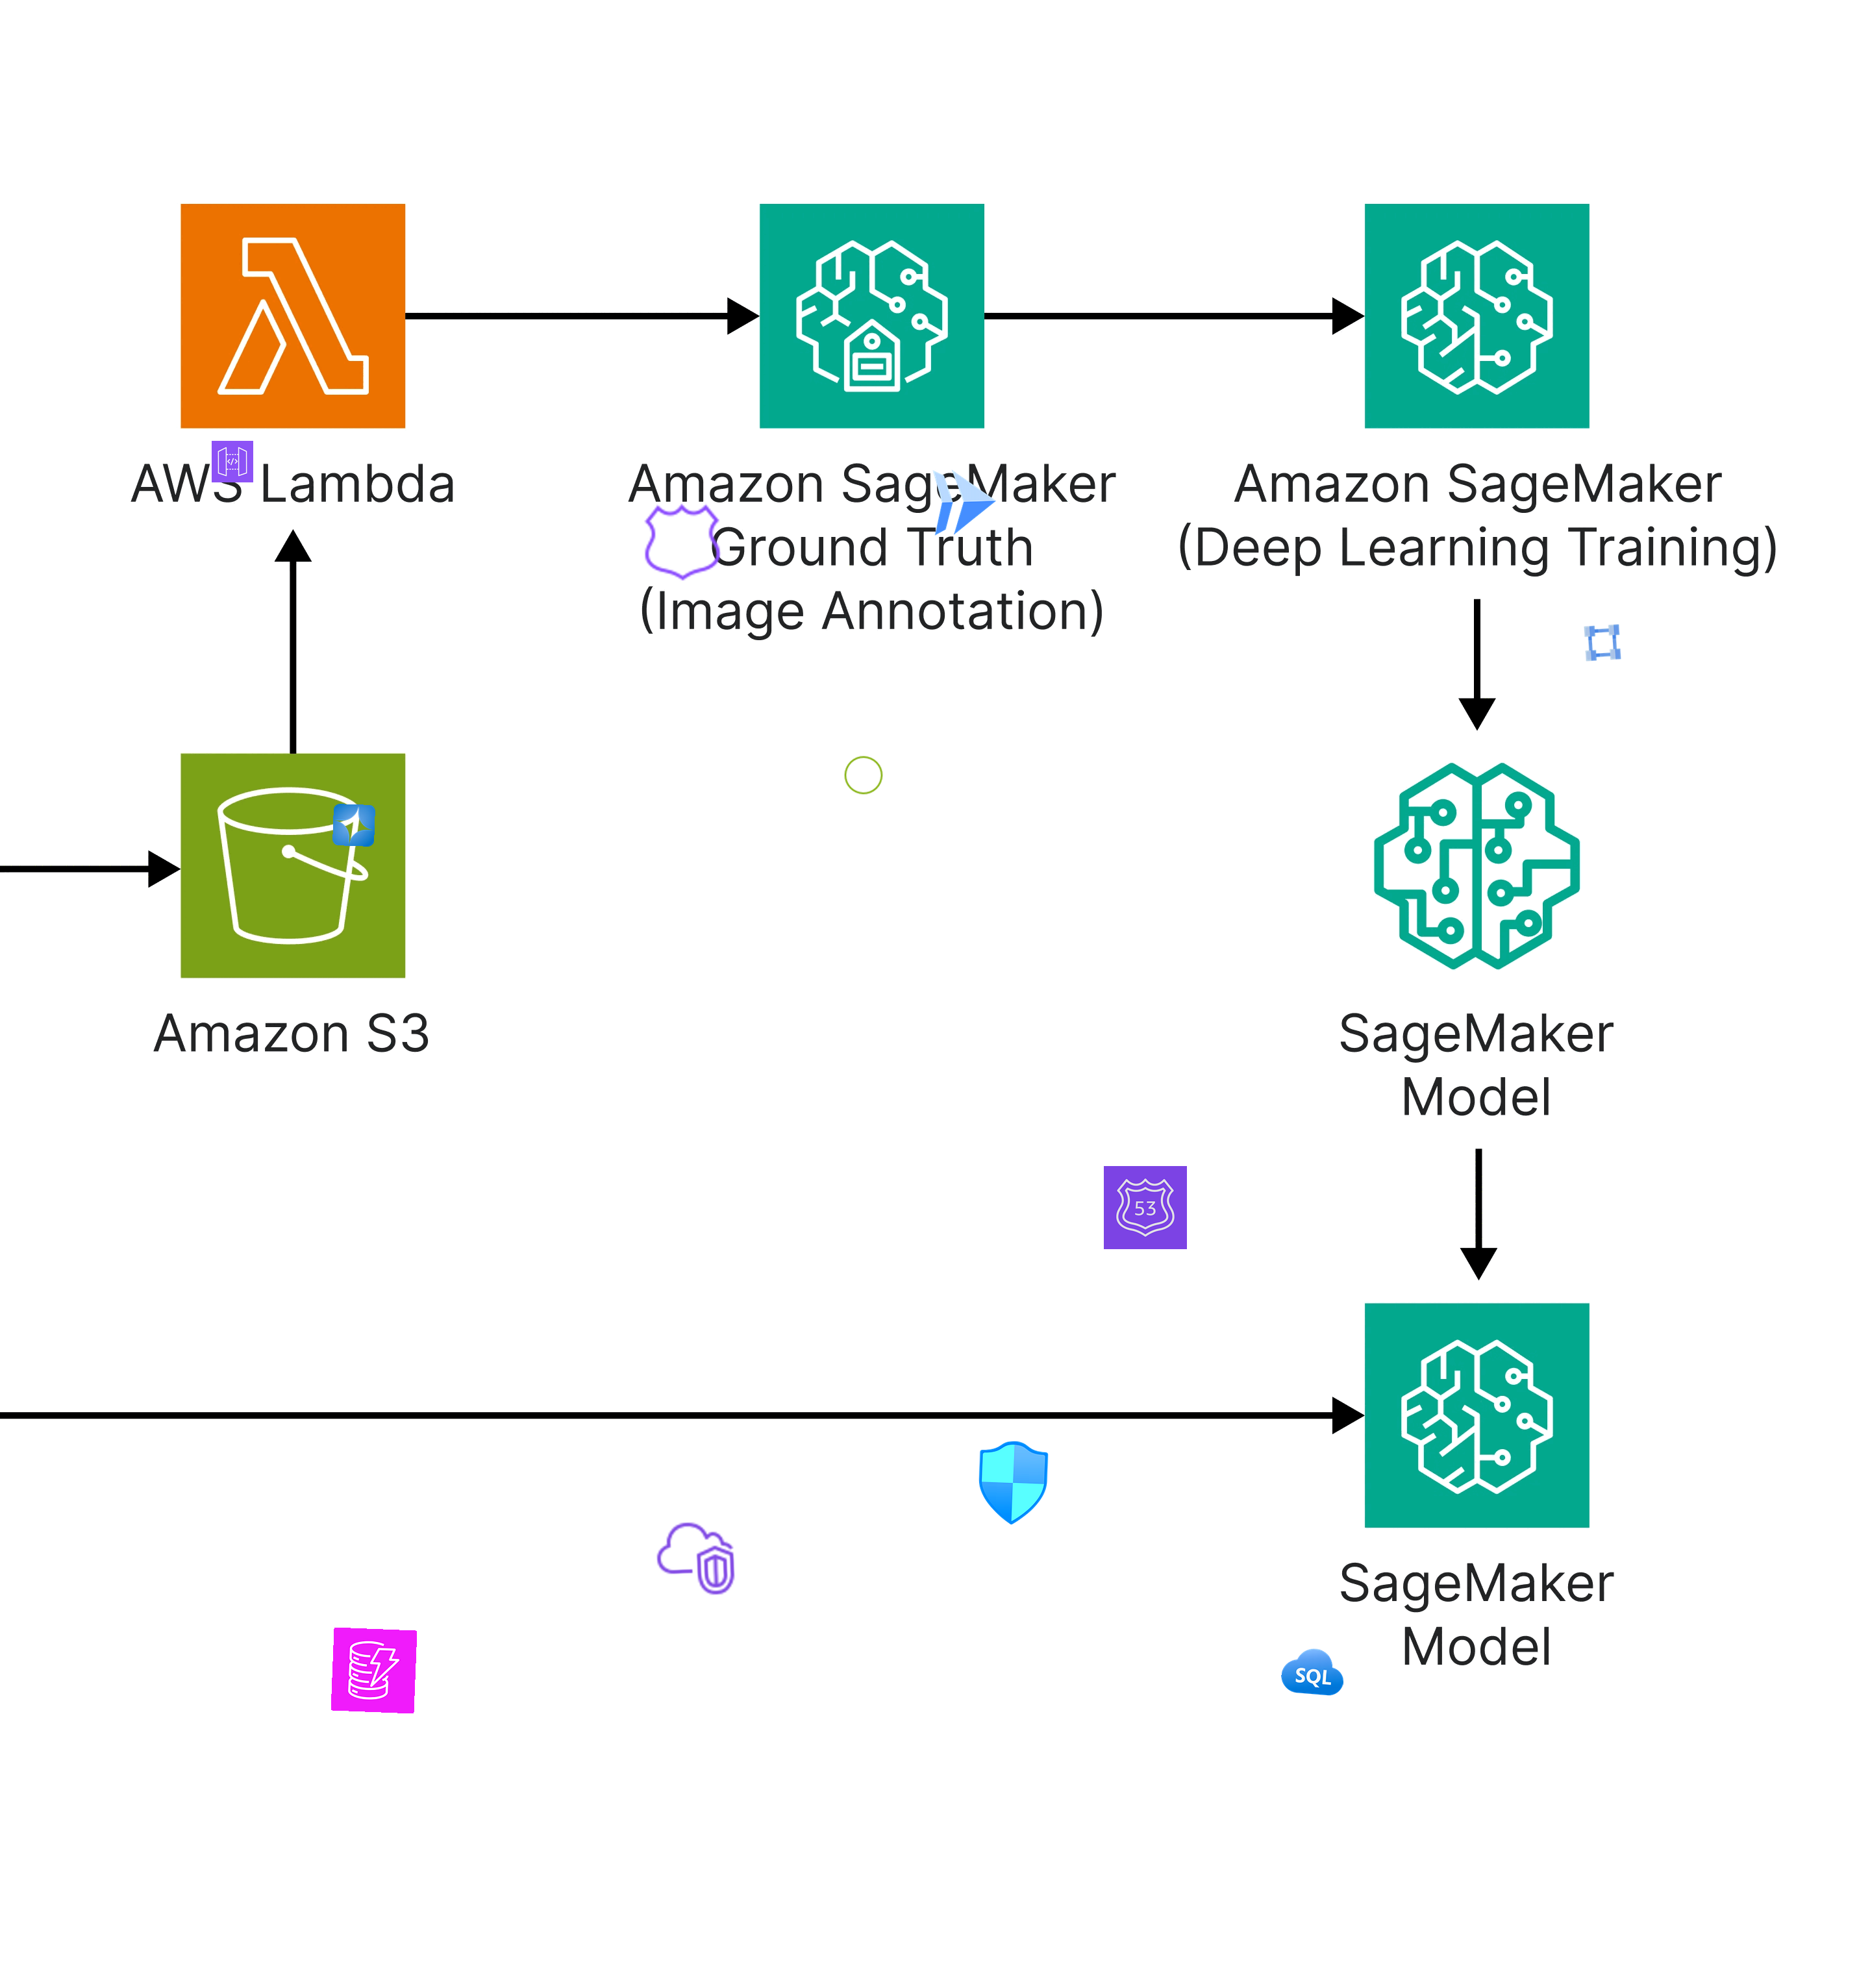 AWS Lambda
Amazon SageMaker
Ground Truth
(Image Annotation)
Amazon SageMaker
(Deep Learning Training)
Amazon S3
SageMaker
Model
53
SageMaker
Model
SQL